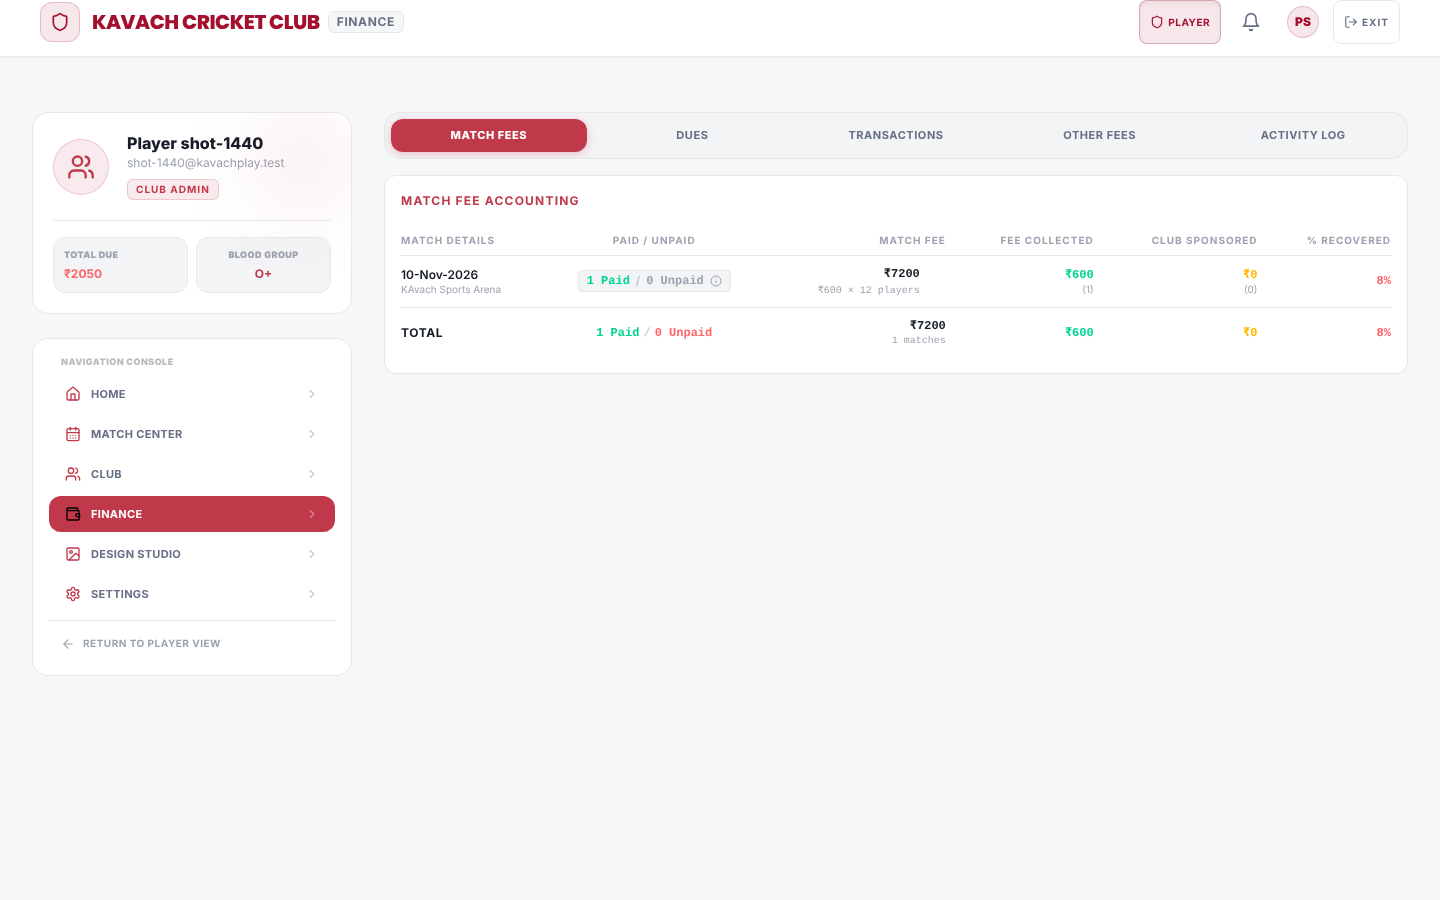 KAVACH CRICKET CLUB FINANCE
PLAYER PS EXIT
Player shot-1440
shot-1440@kavachplay.test
CLUB ADMIN
TOTAL DUE
₹2050
BLOOD GROUP
O+
NAVIGATION CONSOLE
HOME
MATCH CENTER
CLUB
FINANCE
DESIGN STUDIO
SETTINGS
RETURN TO PLAYER VIEW
MATCH FEES DUES TRANSACTIONS OTHER FEES ACTIVITY LOG
MATCH FEE ACCOUNTING
MATCH DETAILS PAID / UNPAID MATCH FEE FEE COLLECTED CLUB SPONSORED % RECOVERED
10-Nov-2026 1 Paid / 0 Unpaid ₹7200 ₹600 ₹0 8%
KAvach Sports Arena ₹600 × 12 players (1) (0)
TOTAL 1 Paid / 0 Unpaid ₹7200 ₹600 ₹0 8%
1 matches